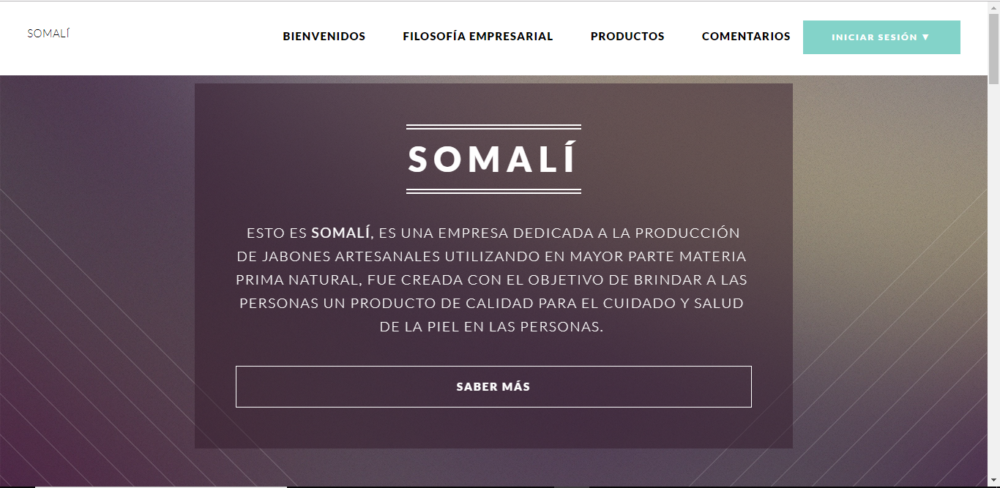 SOMALÍ
BIENVENIDOS
FILOSOFÍA EMPRESARIAL
PRODUCTOS
COMENTARIOS
INICIAR SESIÓN ▼
SOMALÍ
ESTO ES SOMALÍ, ES UNA EMPRESA DEDICADA A LA PRODUCCIÓN
DE JABONES ARTESANALES UTILIZANDO EN MAYOR PARTE MATERIA
PRIMA NATURAL, FUE CREADA CON EL OBJETIVO DE BRINDAR A LAS
PERSONAS UN PRODUCTO DE CALIDAD PARA EL CUIDADO Y SALUD
DE LA PIEL EN LAS PERSONAS.
SABER MÁS